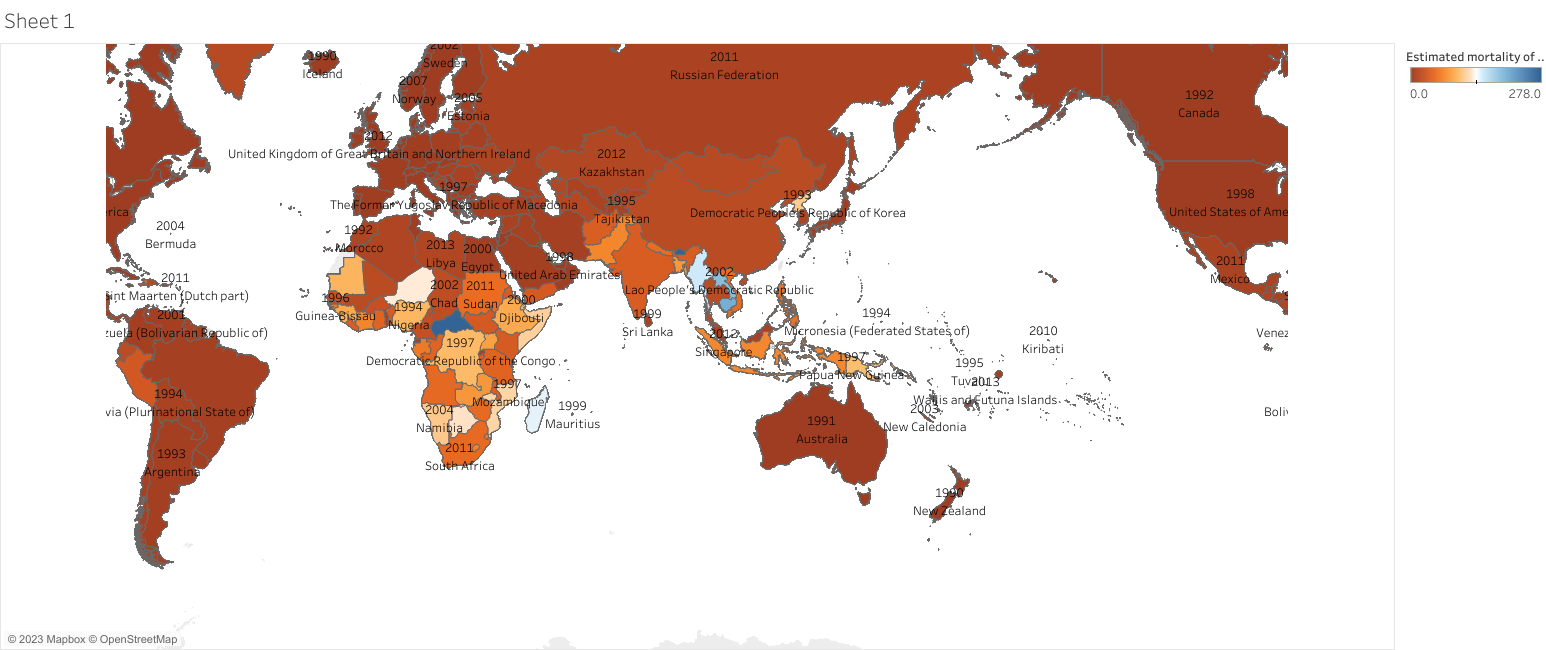 Sheet 1
Estimated mortality of ..
0.0
278.0
1990
Iceland
2002
Sweden
2007
Norway
2005
Estonia
2011
Russian Federation
1992
Canada
2012
United Kingdom of Great Britain and Northern Ireland
2012
Kazakhstan
1997
The Former Yugoslav Republic of Macedonia
1995
Tajikistan
1993
Democratic People's Republic of Korea
1998
United States of Ame
erica
2004
Bermuda
1992
Morocco
2013
Libya
2000
Egypt
1998
United Arab Emirates
2002
Lao People's Democratic Republic
2011
Mexico
2011
int Maarten (Dutch part)
1996
Guinea-Bissau
2002
Chad
2011
Sudan
2000
Djibouti
1994
Nigeria
1999
Sri Lanka
1994
Micronesia (Federated States of)
2001
zuela (Bolivarian Republic of)
Venez
2010
Kiribati
2012
Singapore
1997
Democratic Republic of the Congo
1997
Papua New Guinea
1995
Tuvalu
2013
Wallis and Futuna Islands
1994
via (Plurinational State of)
1997
Mozambique
2004
Namibia
1999
Mauritius
2003
New Caledonia
Boliv
1991
Australia
1993
Argentina
2011
South Africa
1990
New Zealand
© 2023 Mapbox © OpenStreetMap